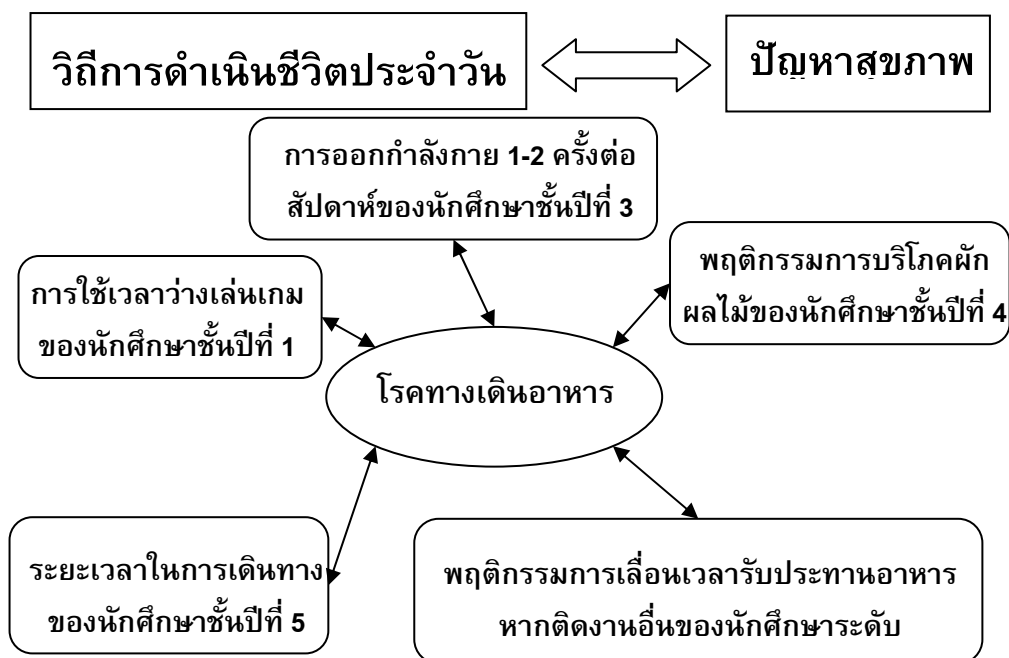 วิถีการดำเนินชีวิตประจำวัน
ปัญหาสุขภาพ
การออกกำลังกาย 1-2 ครั้งต่อ
สัปดาห์ของนักศึกษาชั้นปีที่ 3
การใช้เวลาว่างเล่นเกม
ของนักศึกษาชั้นปีที่ 1
พฤติกรรมการบริโภคผัก
ผลไม้ของนักศึกษาชั้นปีที่ 4
โรคทางเดินอาหาร
ระยะเวลาในการเดินทาง
ของนักศึกษาชั้นปีที่ 5
พฤติกรรมการเลื่อนเวลารับประทานอาหาร
หากติดงานอื่นของนักศึกษาระดับ